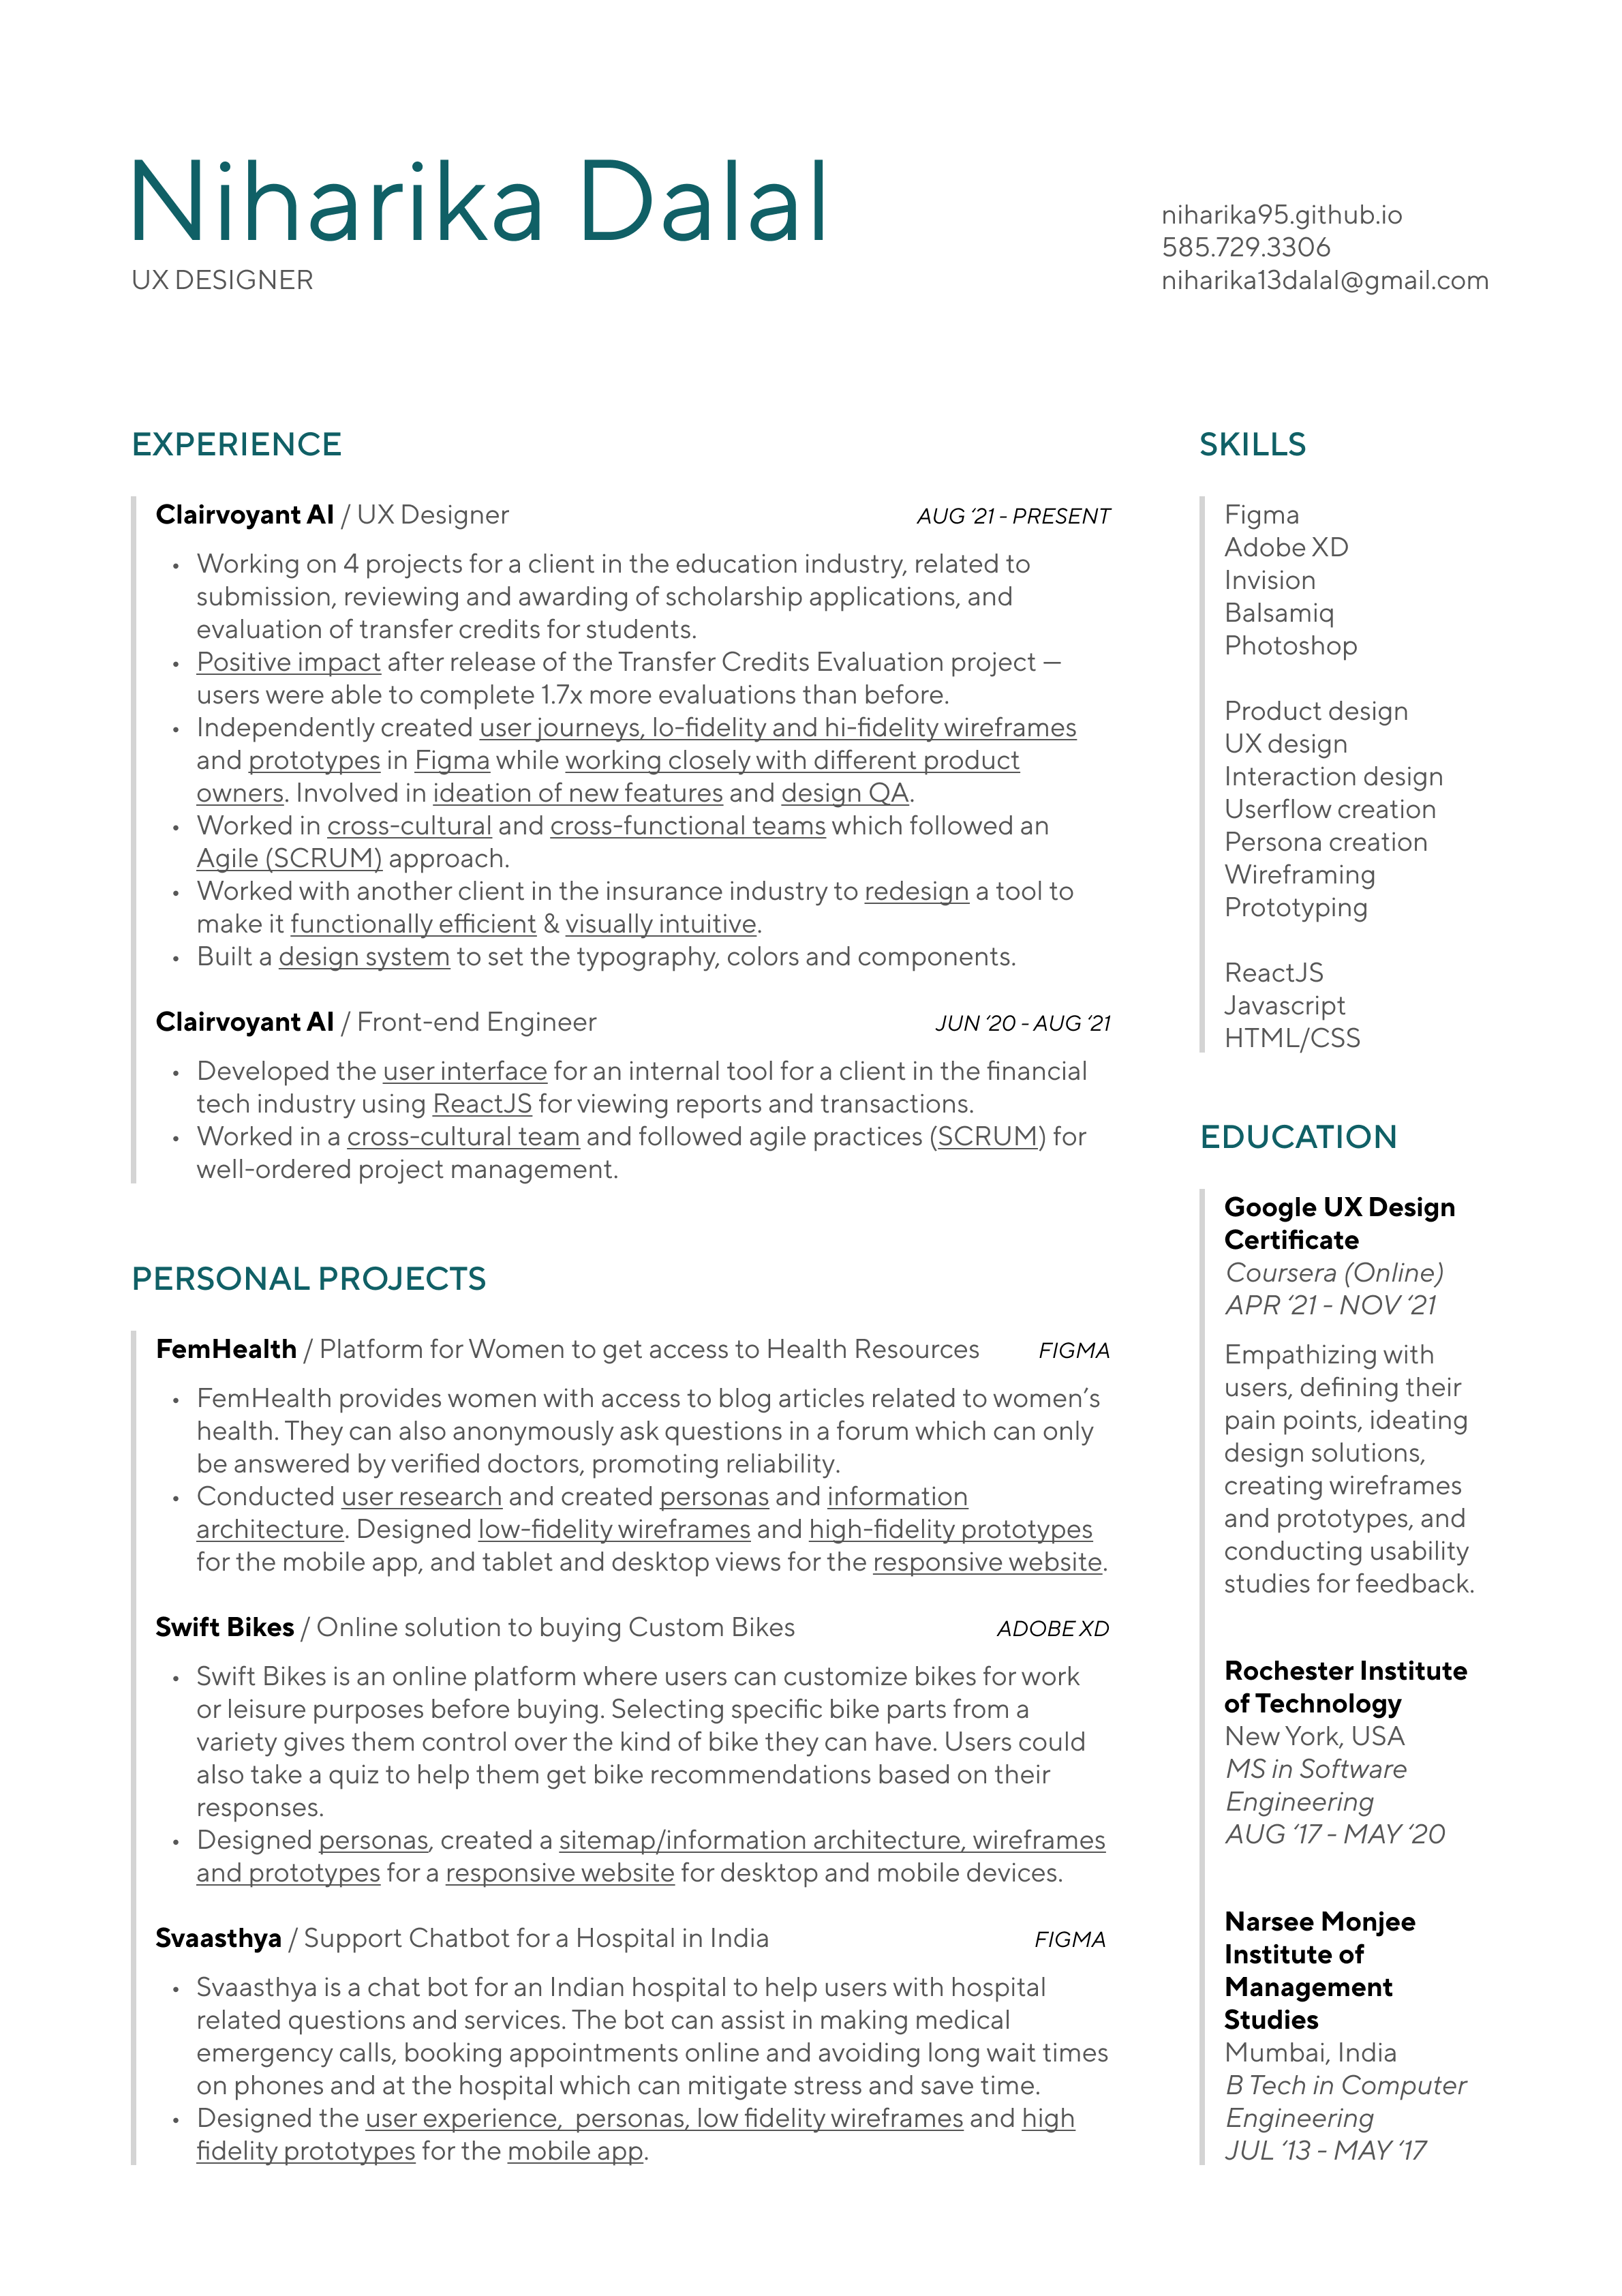 Niharika Dalal
UX DESIGNER
niharika95.github.io
585.729.3306
niharika13dalal@gmail.com
EXPERIENCE
Clairvoyant AI / UX Designer AUG ‘21 - PRESENT
• Working on 4 projects for a client in the education industry, related to
submission, reviewing and awarding of scholarship applications, and
evaluation of transfer credits for students.
• Positive impact after release of the Transfer Credits Evaluation project —
users were able to complete 1.7x more evaluations than before.
• Independently created user journeys, lo-fidelity and hi-fidelity wireframes
and prototypes in Figma while working closely with different product
owners. Involved in ideation of new features and design QA.
• Worked in cross-cultural and cross-functional teams which followed an
Agile (SCRUM) approach.
• Worked with another client in the insurance industry to redesign a tool to
make it functionally efficient & visually intuitive.
• Built a design system to set the typography, colors and components.
Clairvoyant AI / Front-end Engineer JUN ‘20 - AUG ‘21
• Developed the user interface for an internal tool for a client in the financial
tech industry using ReactJS for viewing reports and transactions.
• Worked in a cross-cultural team and followed agile practices (SCRUM) for
well-ordered project management.
PERSONAL PROJECTS
FemHealth / Platform for Women to get access to Health Resources FIGMA
• FemHealth provides women with access to blog articles related to women’s
health. They can also anonymously ask questions in a forum which can only
be answered by verified doctors, promoting reliability.
• Conducted user research and created personas and information
architecture. Designed low-fidelity wireframes and high-fidelity prototypes
for the mobile app, and tablet and desktop views for the responsive website.
Swift Bikes / Online solution to buying Custom Bikes ADOBE XD
• Swift Bikes is an online platform where users can customize bikes for work
or leisure purposes before buying. Selecting specific bike parts from a
variety gives them control over the kind of bike they can have. Users could
also take a quiz to help them get bike recommendations based on their
responses.
• Designed personas, created a sitemap/information architecture, wireframes
and prototypes for a responsive website for desktop and mobile devices.
Svaasthya / Support Chatbot for a Hospital in India FIGMA
• Svaasthya is a chat bot for an Indian hospital to help users with hospital
related questions and services. The bot can assist in making medical
emergency calls, booking appointments online and avoiding long wait times
on phones and at the hospital which can mitigate stress and save time.
• Designed the user experience,  personas, low fidelity wireframes and high
fidelity prototypes for the mobile app.
SKILLS
Figma
Adobe XD
Invision
Balsamiq
Photoshop
Product design
UX design
Interaction design
Userflow creation
Persona creation
Wireframing
Prototyping
ReactJS
Javascript
HTML/CSS
EDUCATION
Google UX Design
Certificate
Coursera (Online)
APR ‘21 - NOV ‘21
Empathizing with
users, defining their
pain points, ideating
design solutions,
creating wireframes
and prototypes, and
conducting usability
studies for feedback.
Rochester Institute
of Technology
New York, USA
MS in Software
Engineering
AUG ‘17 - MAY ‘20
Narsee Monjee
Institute of
Management
Studies
Mumbai, India
B Tech in Computer
Engineering
JUL ‘13 - MAY ‘17